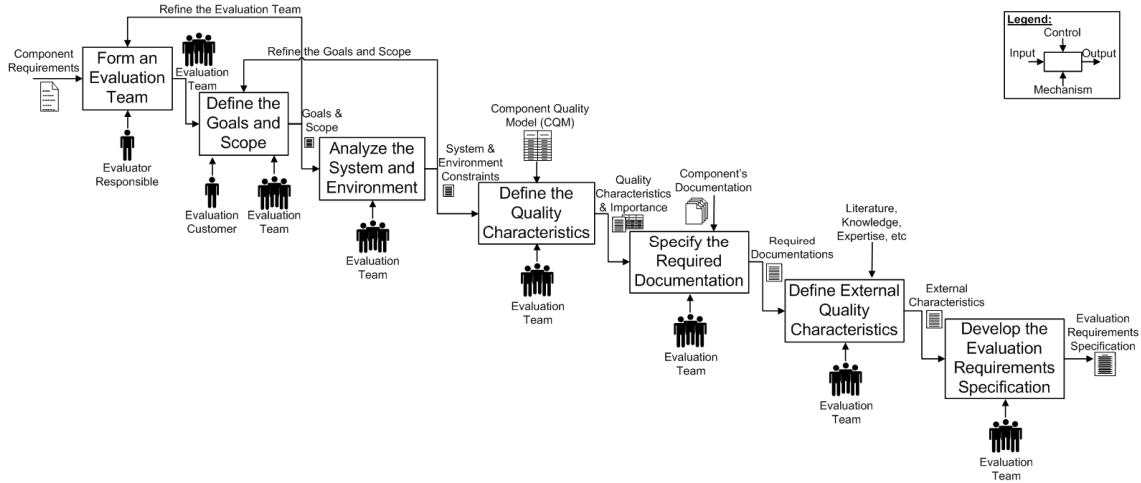 Refine the Evaluation Team
Legend:
Control
Input
Output
Mechanism
Component
Requirements
Form an
Evaluation
Team
Evaluation
Team
Refine the Goals and Scope
Evaluator
Responsible
Define the
Goals and
Scope
Goals &
Scope
Evaluation
Customer
Evaluation
Team
Analyze the
System and
Environment
System &
Environment
Constraints
Evaluation
Team
Component Quality
Model (CQM)
Define the
Quality
Characteristics
Quality
Characteristics
& Importance
Evaluation
Team
Component's
Documentation
Specify the
Required
Documentation
Required
Documentations
Evaluation
Team
Literature,
Knowledge,
Expertise, etc
Define External
Quality
Characteristics
External
Characteristics
Evaluation
Team
Develop the
Evaluation
Requirements
Specification
Evaluation
Requirements
Specification
Evaluation
Team